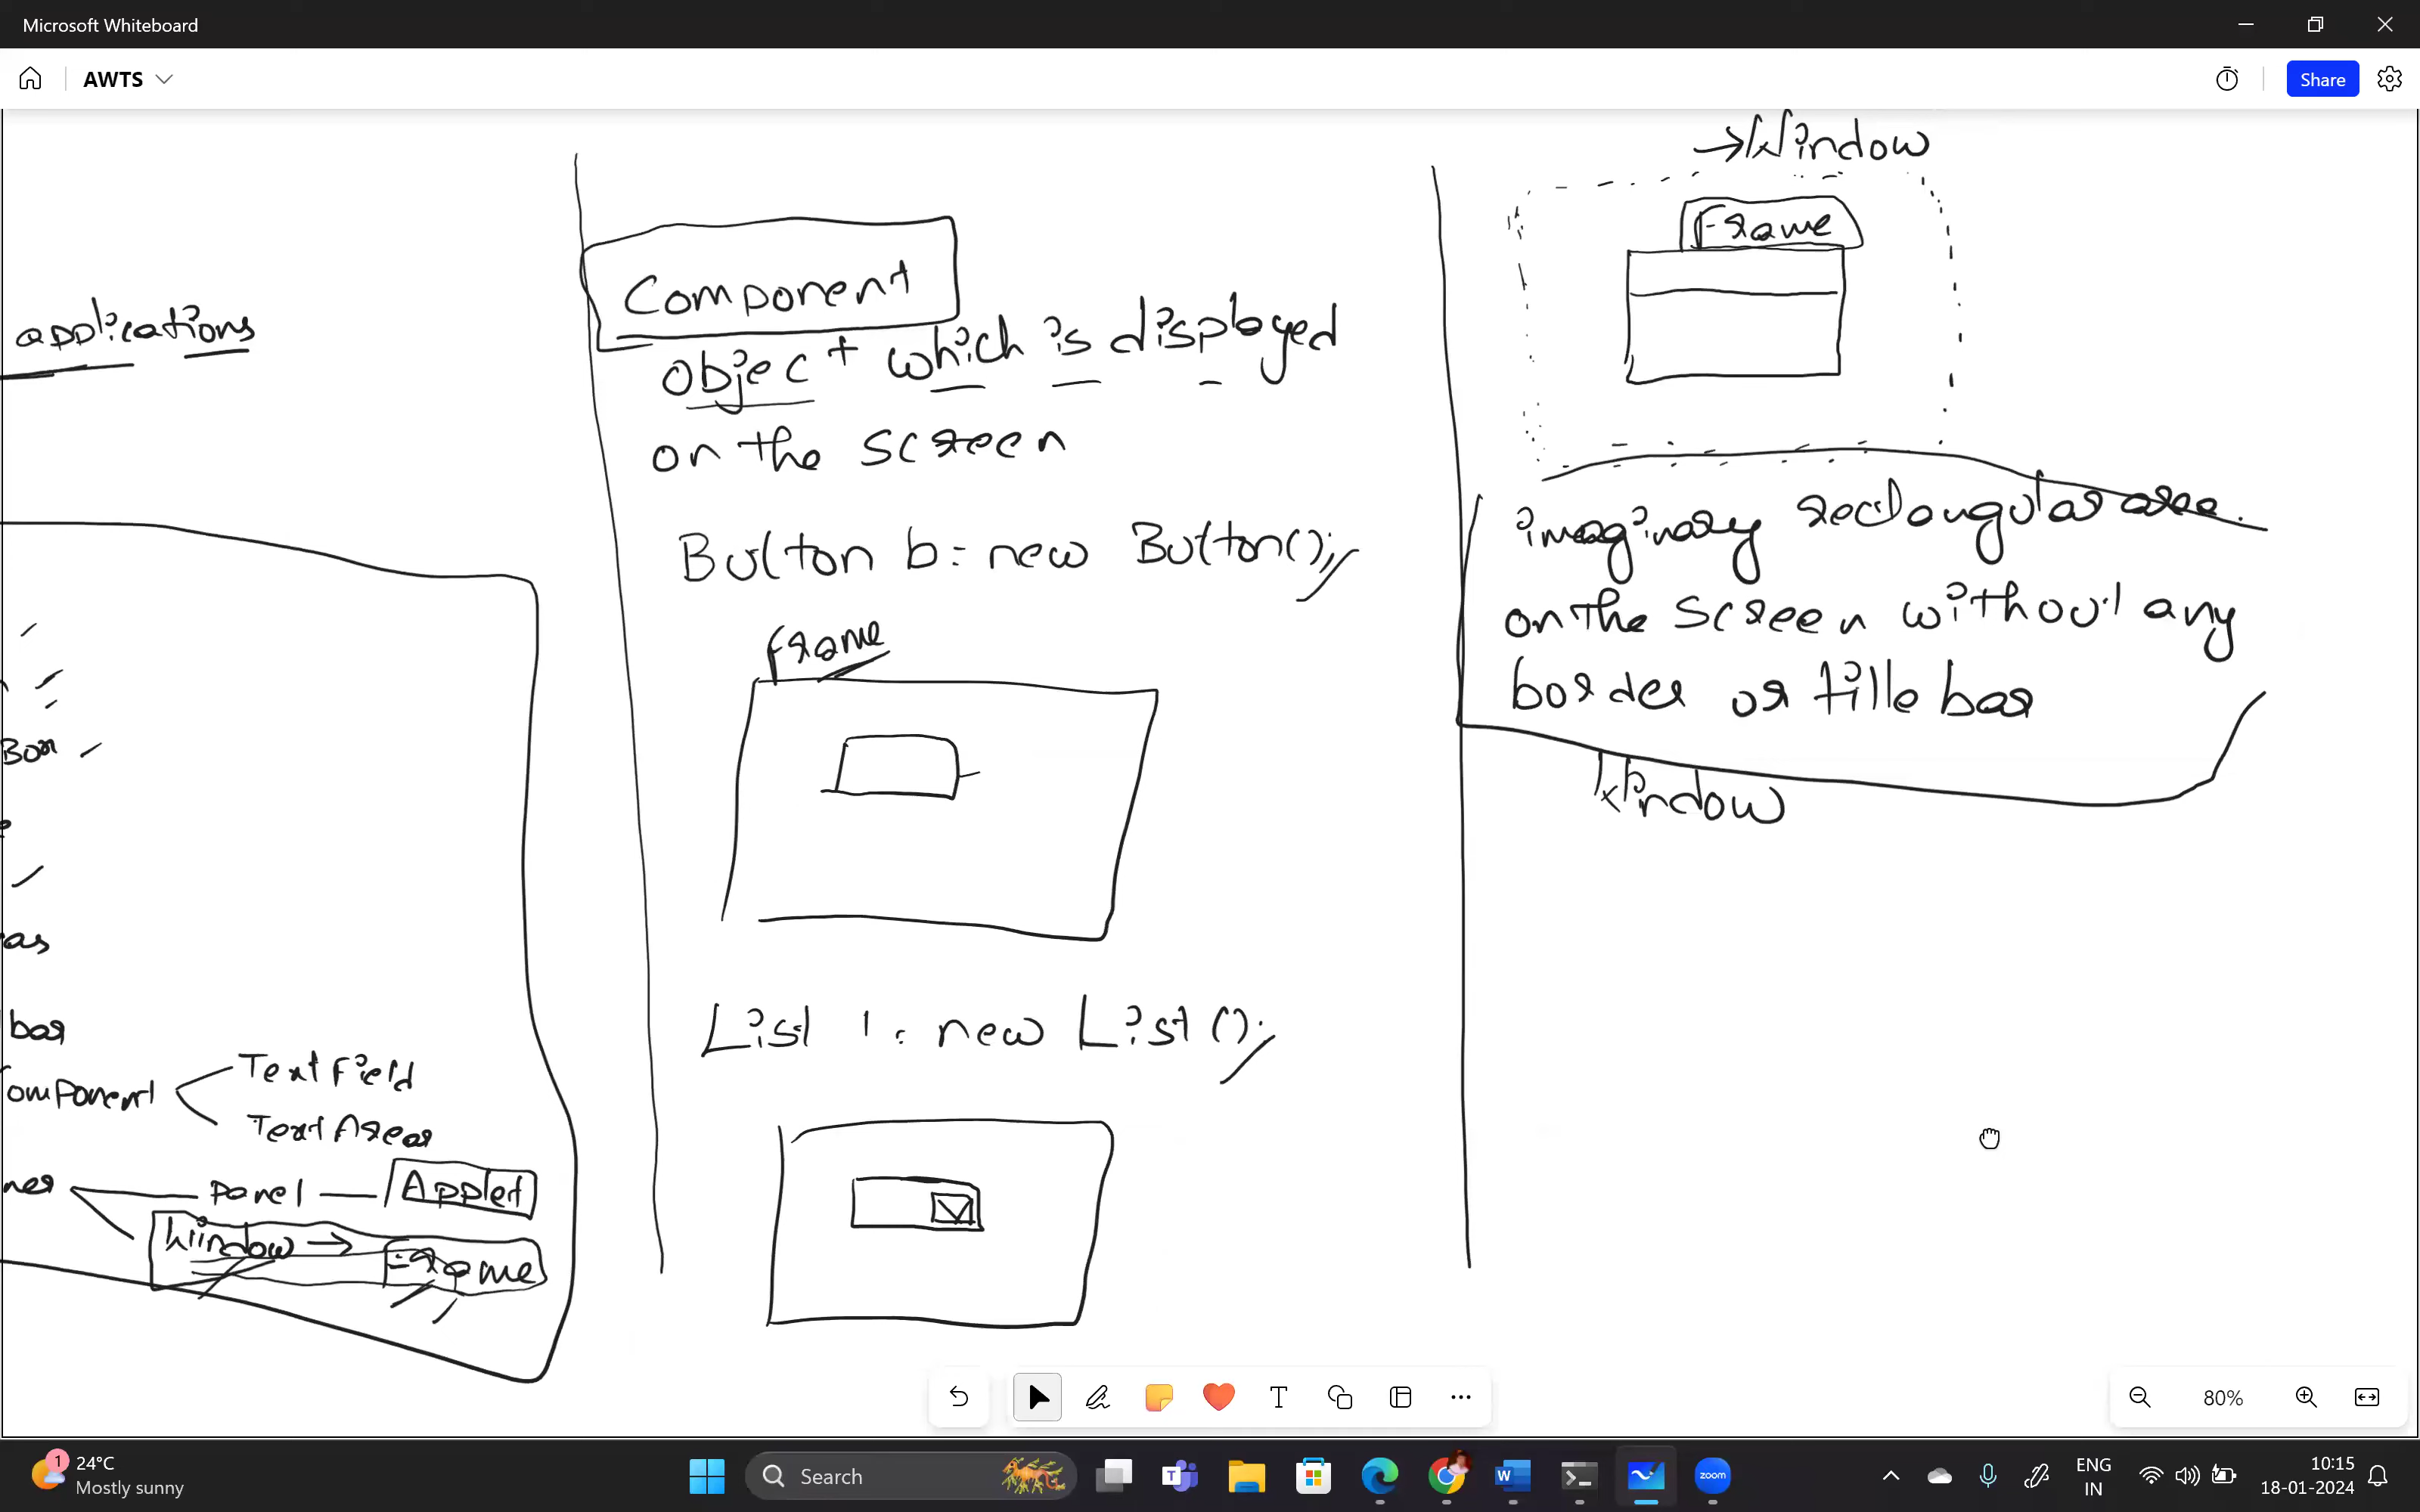 Microsoft Whiteboard
AWTS
Share
applications
Component
TextField
TextArea
Panel
Applet
Window →
Frame
Component
object which is displayed
on the screen
Button b = new Button();
Frame
List l = new List();
→ Window
Frame
imaginary rectangular area.
on the screen without any
border or title bar
Window
80%
1
24°C
Mostly sunny
Search
zoom
ENG
IN
10:15
18-01-2024